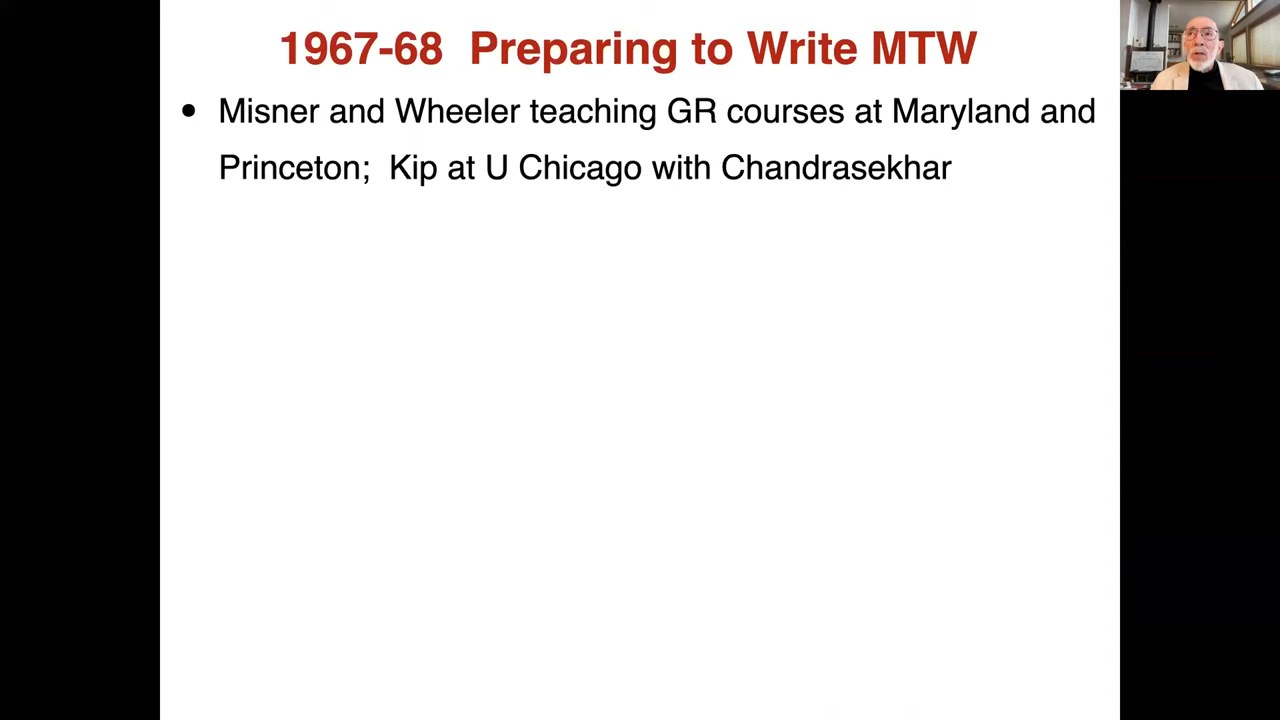 1967-68 Preparing to Write MTW
• Misner and Wheeler teaching GR courses at Maryland and
Princeton; Kip at U Chicago with Chandrasekhar